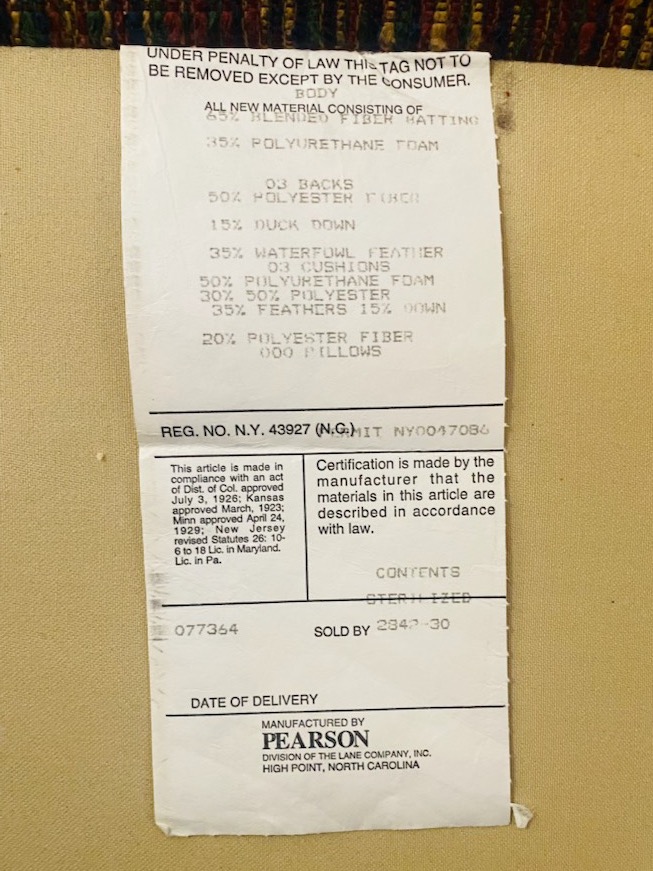 UNDER PENALTY OF LAW THIS TAG NOT TO
BE REMOVED EXCEPT BY THE CONSUMER.
BODY
ALL NEW MATERIAL CONSISTING OF
65% BLENDED FIBER BATTING
35% POLYURETHANE FOAM
03 BACKS
50% POLYESTER FIBER
15% DUCK DOWN
35% WATERFOWL FEATHER
03 CUSHIONS
50% POLYURETHANE FOAM
30% 50% POLYESTER
35% FEATHERS 15% DOWN
20% POLYESTER FIBER
000 PILLOWS
REG. NO. N.Y. 43927 (N.C.) PERMIT NY0047086
This article is made in
compliance with an act
of Dist. of Col. approved
July 3, 1926; Kansas
approved March, 1923;
Minn approved April 24,
1929; New Jersey
revised Statutes 26: 10-
6 to 18 Lic. in Maryland.
Lic. in Pa.
Certification is made by the
manufacturer that the
materials in this article are
described in accordance
with law.
CONTENTS
STERILIZED
077364 SOLD BY
DATE OF DELIVERY
MANUFACTURED BY
PEARSON
DIVISION OF THE LANE COMPANY, INC.
HIGH POINT, NORTH CAROLINA